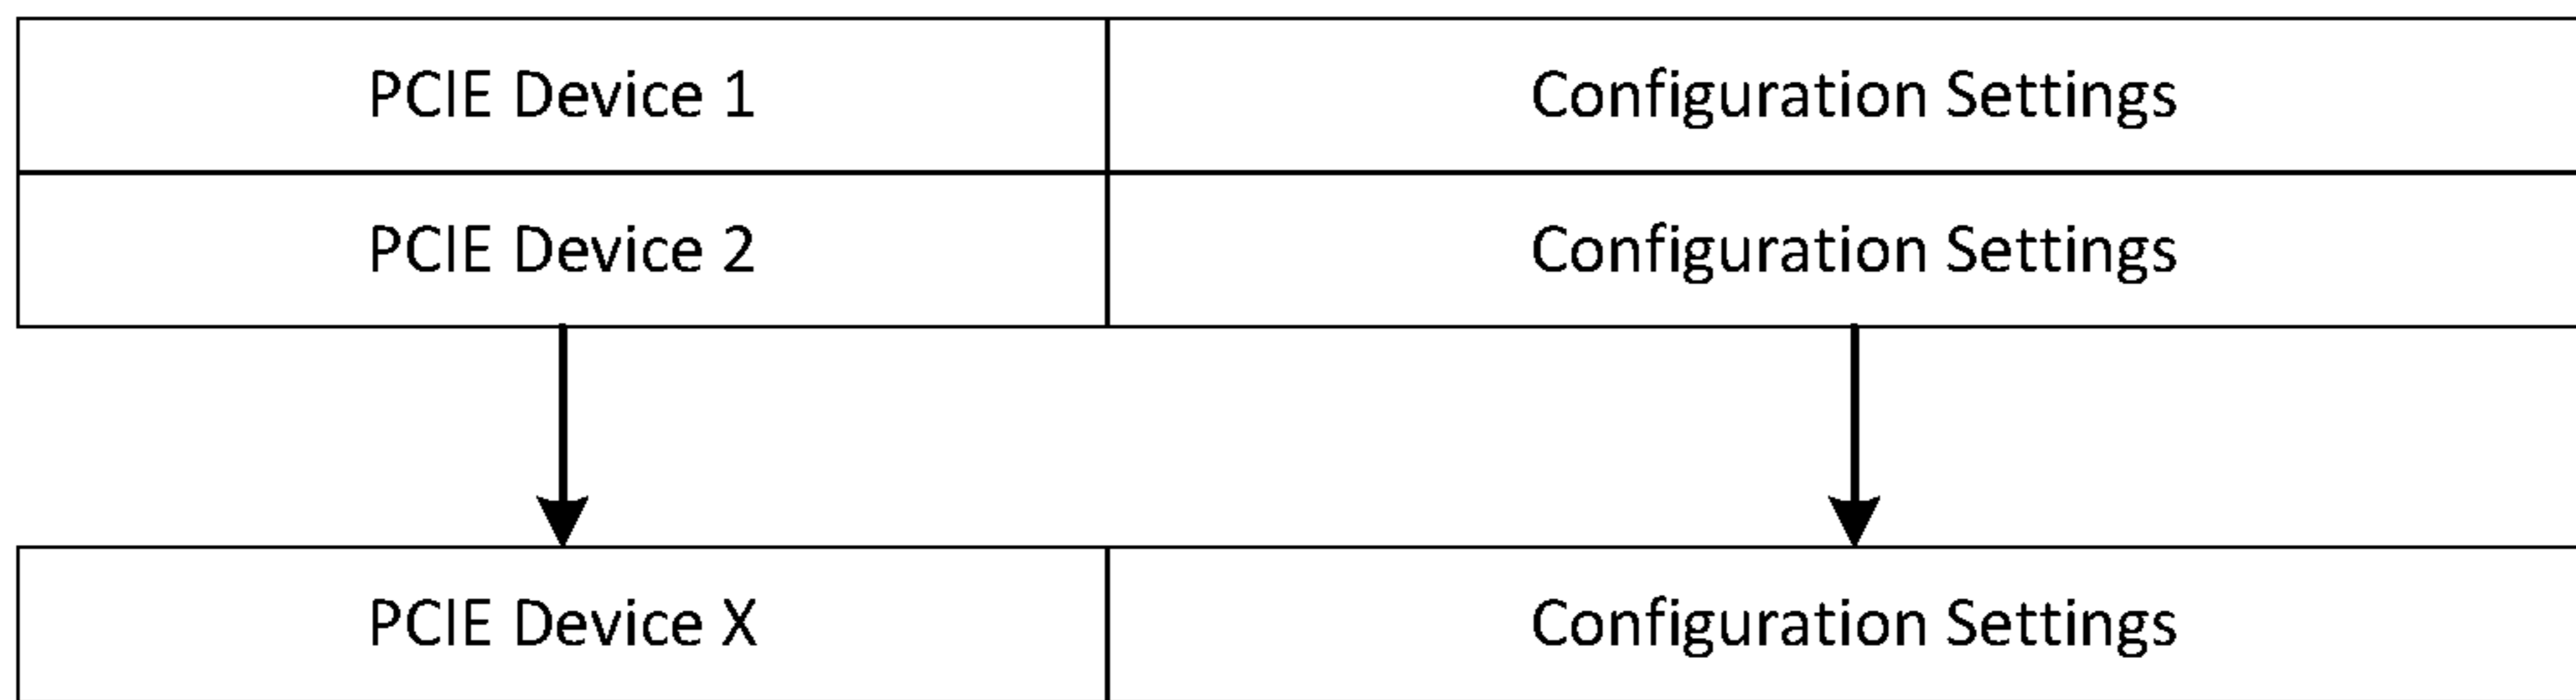 PCIE Device 1 Configuration Settings
PCIE Device 2 Configuration Settings
PCIE Device X Configuration Settings